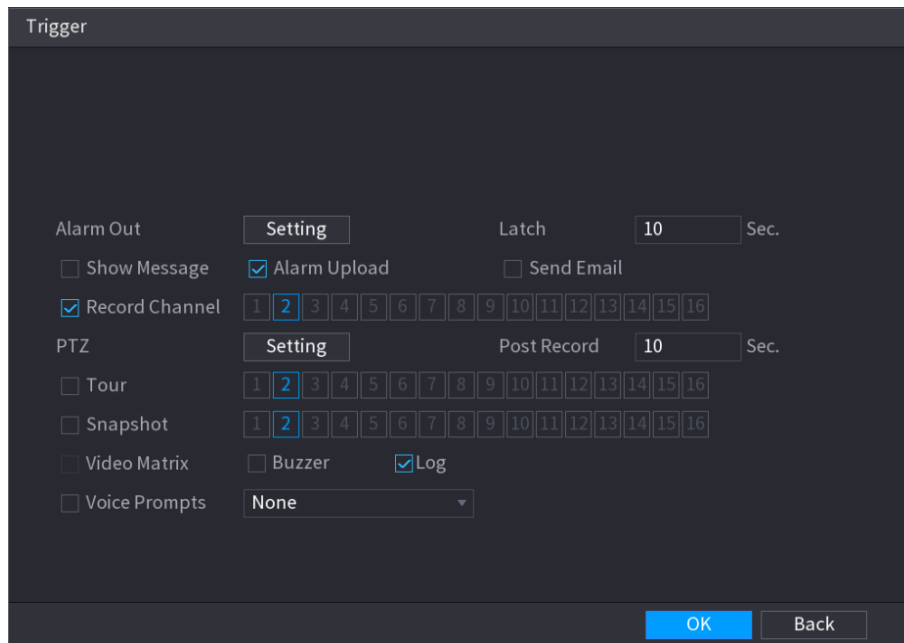 Trigger
Alarm Out Setting Latch 10 Sec.
Show Message Alarm Upload Send Email
Record Channel 1 2 3 4 5 6 7 8 9 10 11 12 13 14 15 16
PTZ Setting Post Record 10 Sec.
Tour 1 2 3 4 5 6 7 8 9 10 11 12 13 14 15 16
Snapshot 1 2 3 4 5 6 7 8 9 10 11 12 13 14 15 16
Video Matrix Buzzer Log
Voice Prompts None
OK Back